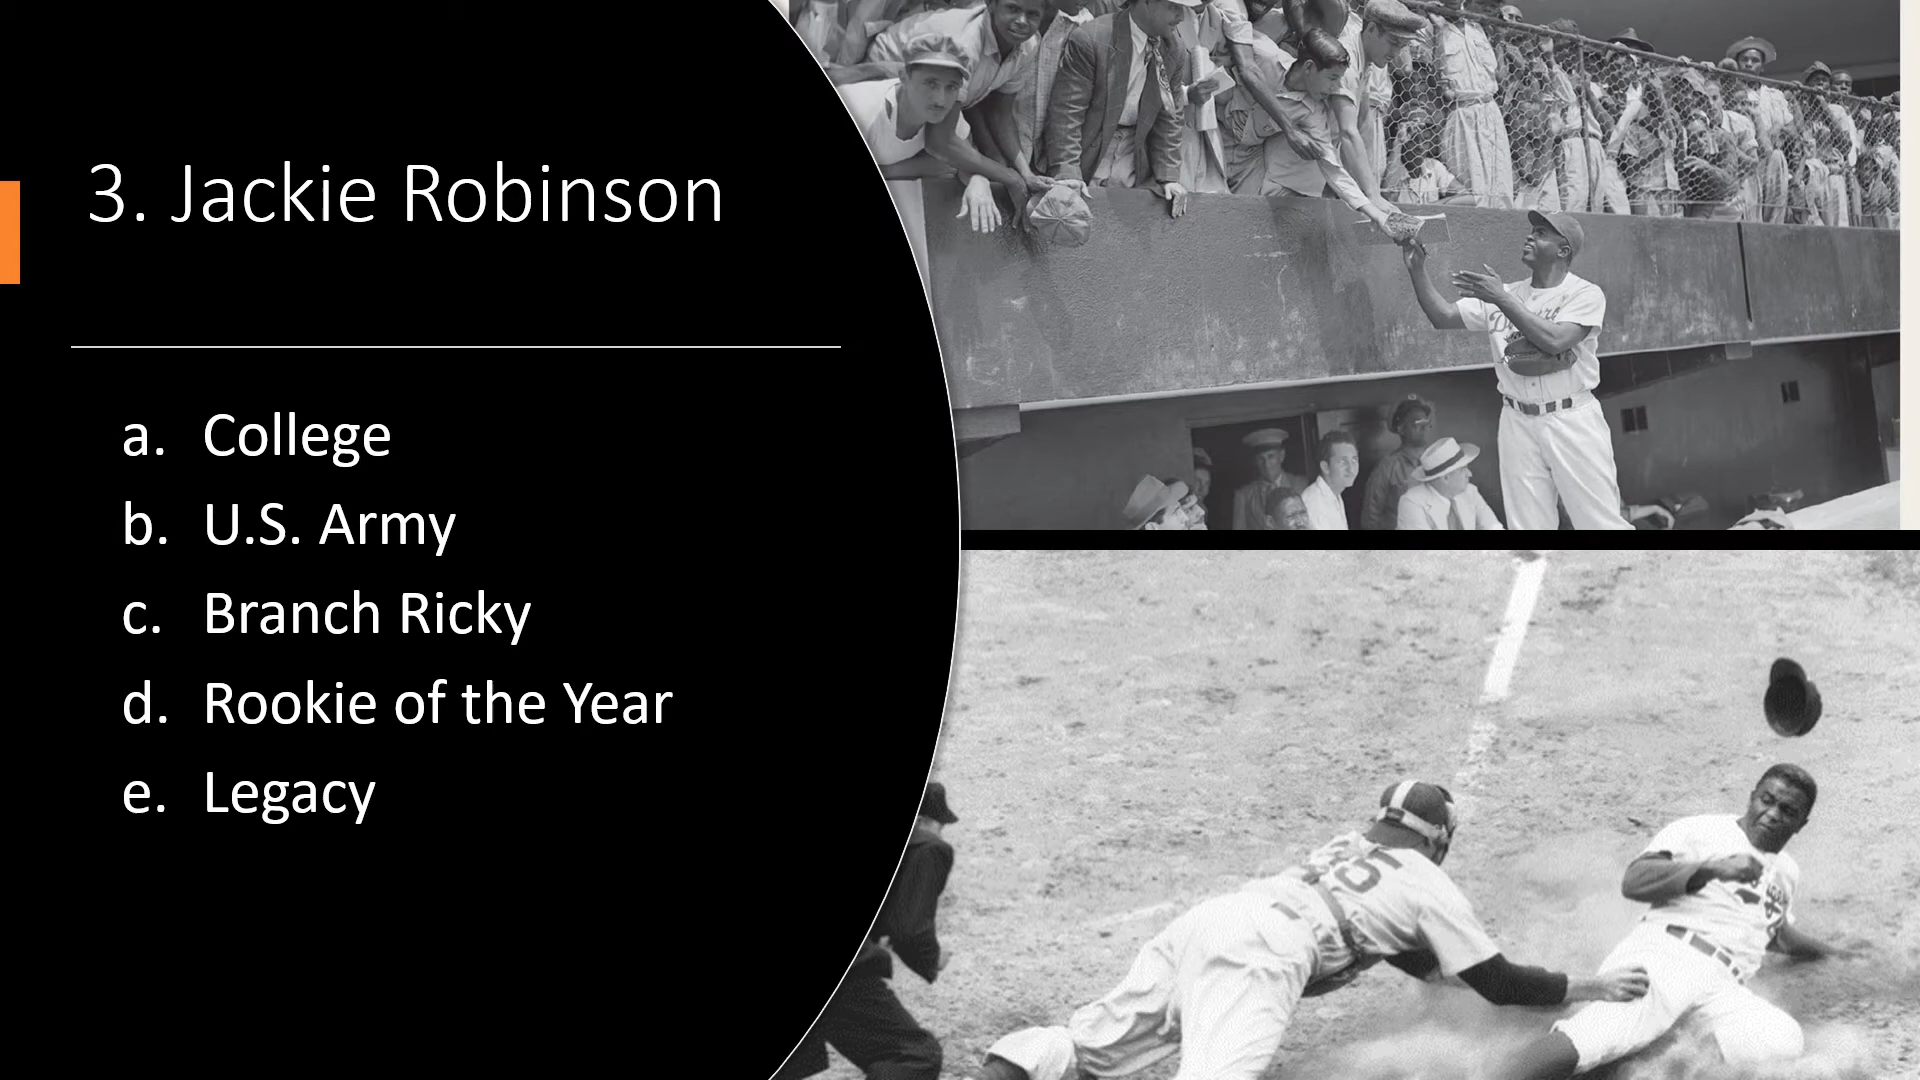 3. Jackie Robinson
a. College
b. U.S. Army
c. Branch Ricky
d. Rookie of the Year
e. Legacy